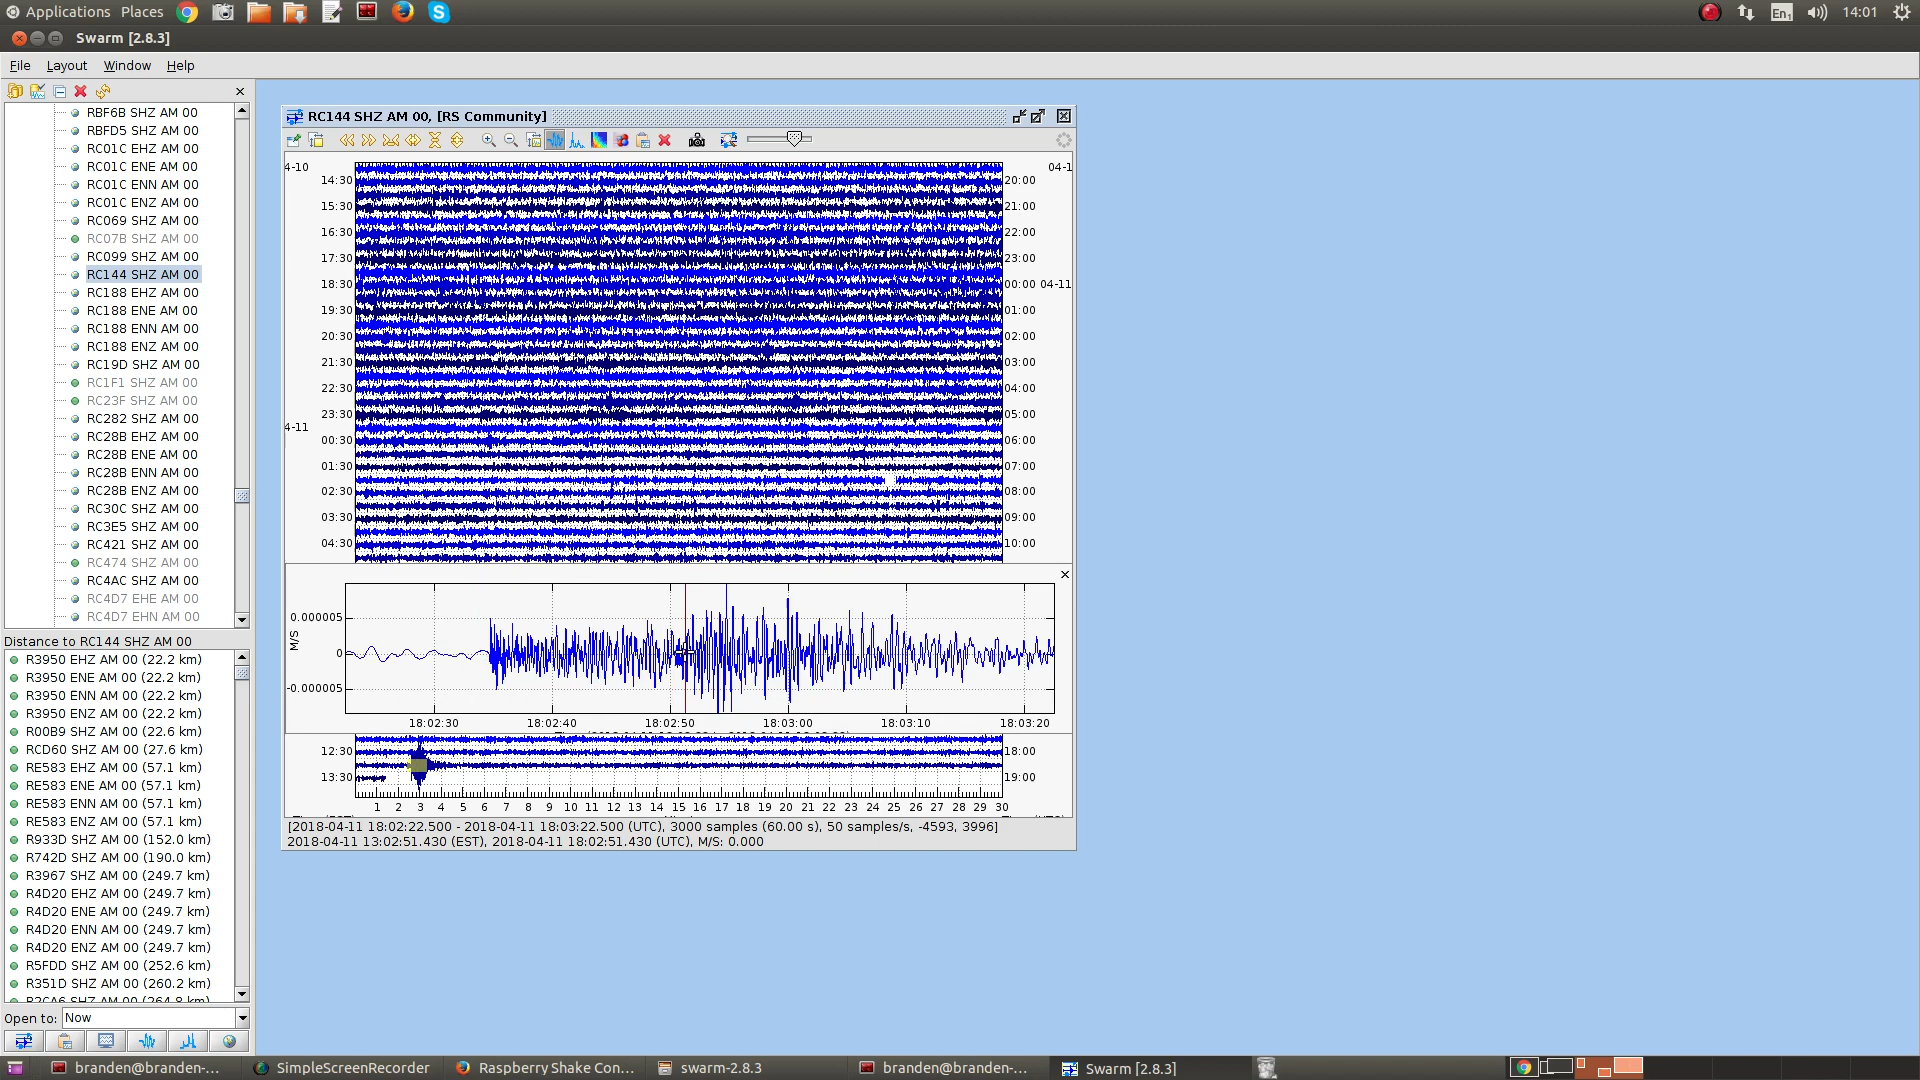 Applications Places En1 14:01
Swarm [2.8.3]
File Layout Window Help
RBF6B SHZ AM 00
RBFD5 SHZ AM 00
RC01C EHZ AM 00
RC01C ENE AM 00
RC01C ENN AM 00
RC01C ENZ AM 00
RC069 SHZ AM 00
RC07B SHZ AM 00
RC099 SHZ AM 00
RC144 SHZ AM 00
RC188 EHZ AM 00
RC188 ENE AM 00
RC188 ENN AM 00
RC188 ENZ AM 00
RC19D SHZ AM 00
RC1F1 SHZ AM 00
RC23F SHZ AM 00
RC282 SHZ AM 00
RC28B EHZ AM 00
RC28B ENE AM 00
RC28B ENN AM 00
RC28B ENZ AM 00
RC30C SHZ AM 00
RC3E5 SHZ AM 00
RC421 SHZ AM 00
RC474 SHZ AM 00
RC4AC SHZ AM 00
RC4D7 EHE AM 00
RC4D7 EHN AM 00
Distance to RC144 SHZ AM 00
R3950 EHZ AM 00 (22.2 km)
R3950 ENE AM 00 (22.2 km)
R3950 ENN AM 00 (22.2 km)
R3950 ENZ AM 00 (22.2 km)
R00B9 SHZ AM 00 (22.6 km)
RCD60 SHZ AM 00 (27.6 km)
RE583 EHZ AM 00 (57.1 km)
RE583 ENE AM 00 (57.1 km)
RE583 ENN AM 00 (57.1 km)
RE583 ENZ AM 00 (57.1 km)
R933D SHZ AM 00 (152.0 km)
R742D SHZ AM 00 (190.0 km)
R3967 SHZ AM 00 (249.7 km)
R4D20 EHZ AM 00 (249.7 km)
R4D20 ENE AM 00 (249.7 km)
R4D20 ENN AM 00 (249.7 km)
R4D20 ENZ AM 00 (249.7 km)
R5FDD SHZ AM 00 (252.6 km)
R351D SHZ AM 00 (260.2 km)
R2CA6 SHZ AM 00 (264.8 km)
Open to: Now
RC144 SHZ AM 00, [RS Community]
4-10 04-1
14:30 20:00
15:30 21:00
16:30 22:00
17:30 23:00
18:30 00:00 04-11
19:30 01:00
20:30 02:00
21:30 03:00
22:30 04:00
23:30 05:00
4-11
00:30 06:00
01:30 07:00
02:30 08:00
03:30 09:00
04:30 10:00
0.000005
M/S
0
-0.000005
18:02:30 18:02:40 18:02:50 18:03:00 18:03:10 18:03:20
12:30 18:00
13:30 19:00
1 2 3 4 5 6 7 8 9 10 11 12 13 14 15 16 17 18 19 20 21 22 23 24 25 26 27 28 29 30
[2018-04-11 18:02:22.500 - 2018-04-11 18:03:22.500 (UTC), 3000 samples (60.00 s), 50 samples/s, -4593, 3996]
2018-04-11 13:02:51.430 (EST), 2018-04-11 18:02:51.430 (UTC), M/S: 0.000
branden@branden-... SimpleScreenRecorder Raspberry Shake Con... swarm-2.8.3 branden@branden-... Swarm [2.8.3]